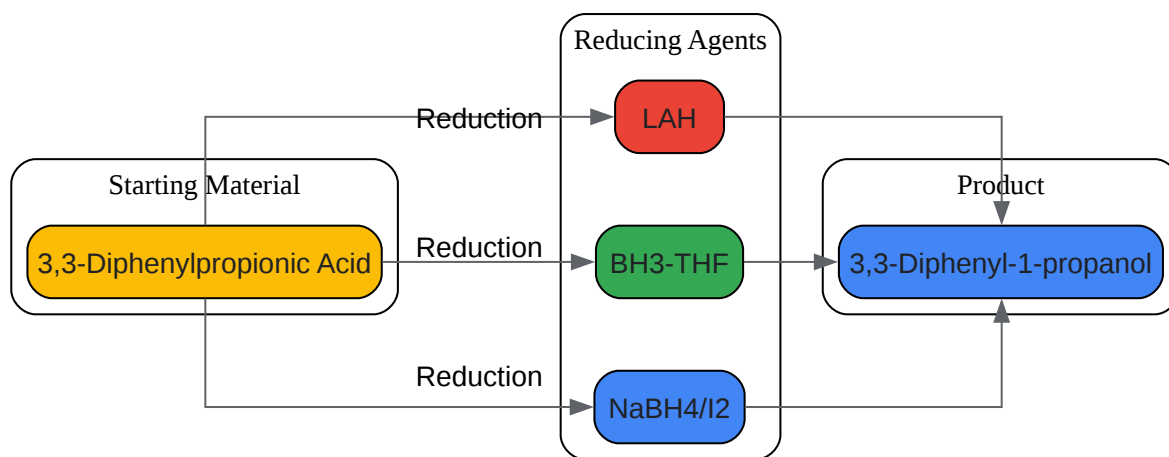 Reducing Agents
Reduction
LAH
Starting Material
Product
3,3-Diphenylpropionic Acid
Reduction
BH3-THF
3,3-Diphenyl-1-propanol
Reduction
NaBH4/I2